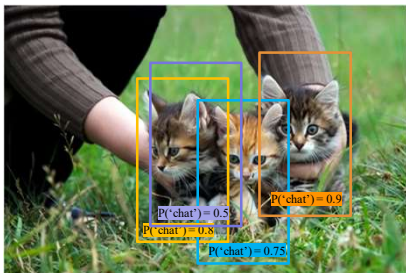 P(‘chat’) = 0.9
P(‘chat’) = 0.5
P(‘chat’) = 0.8
P(‘chat’) = 0.75